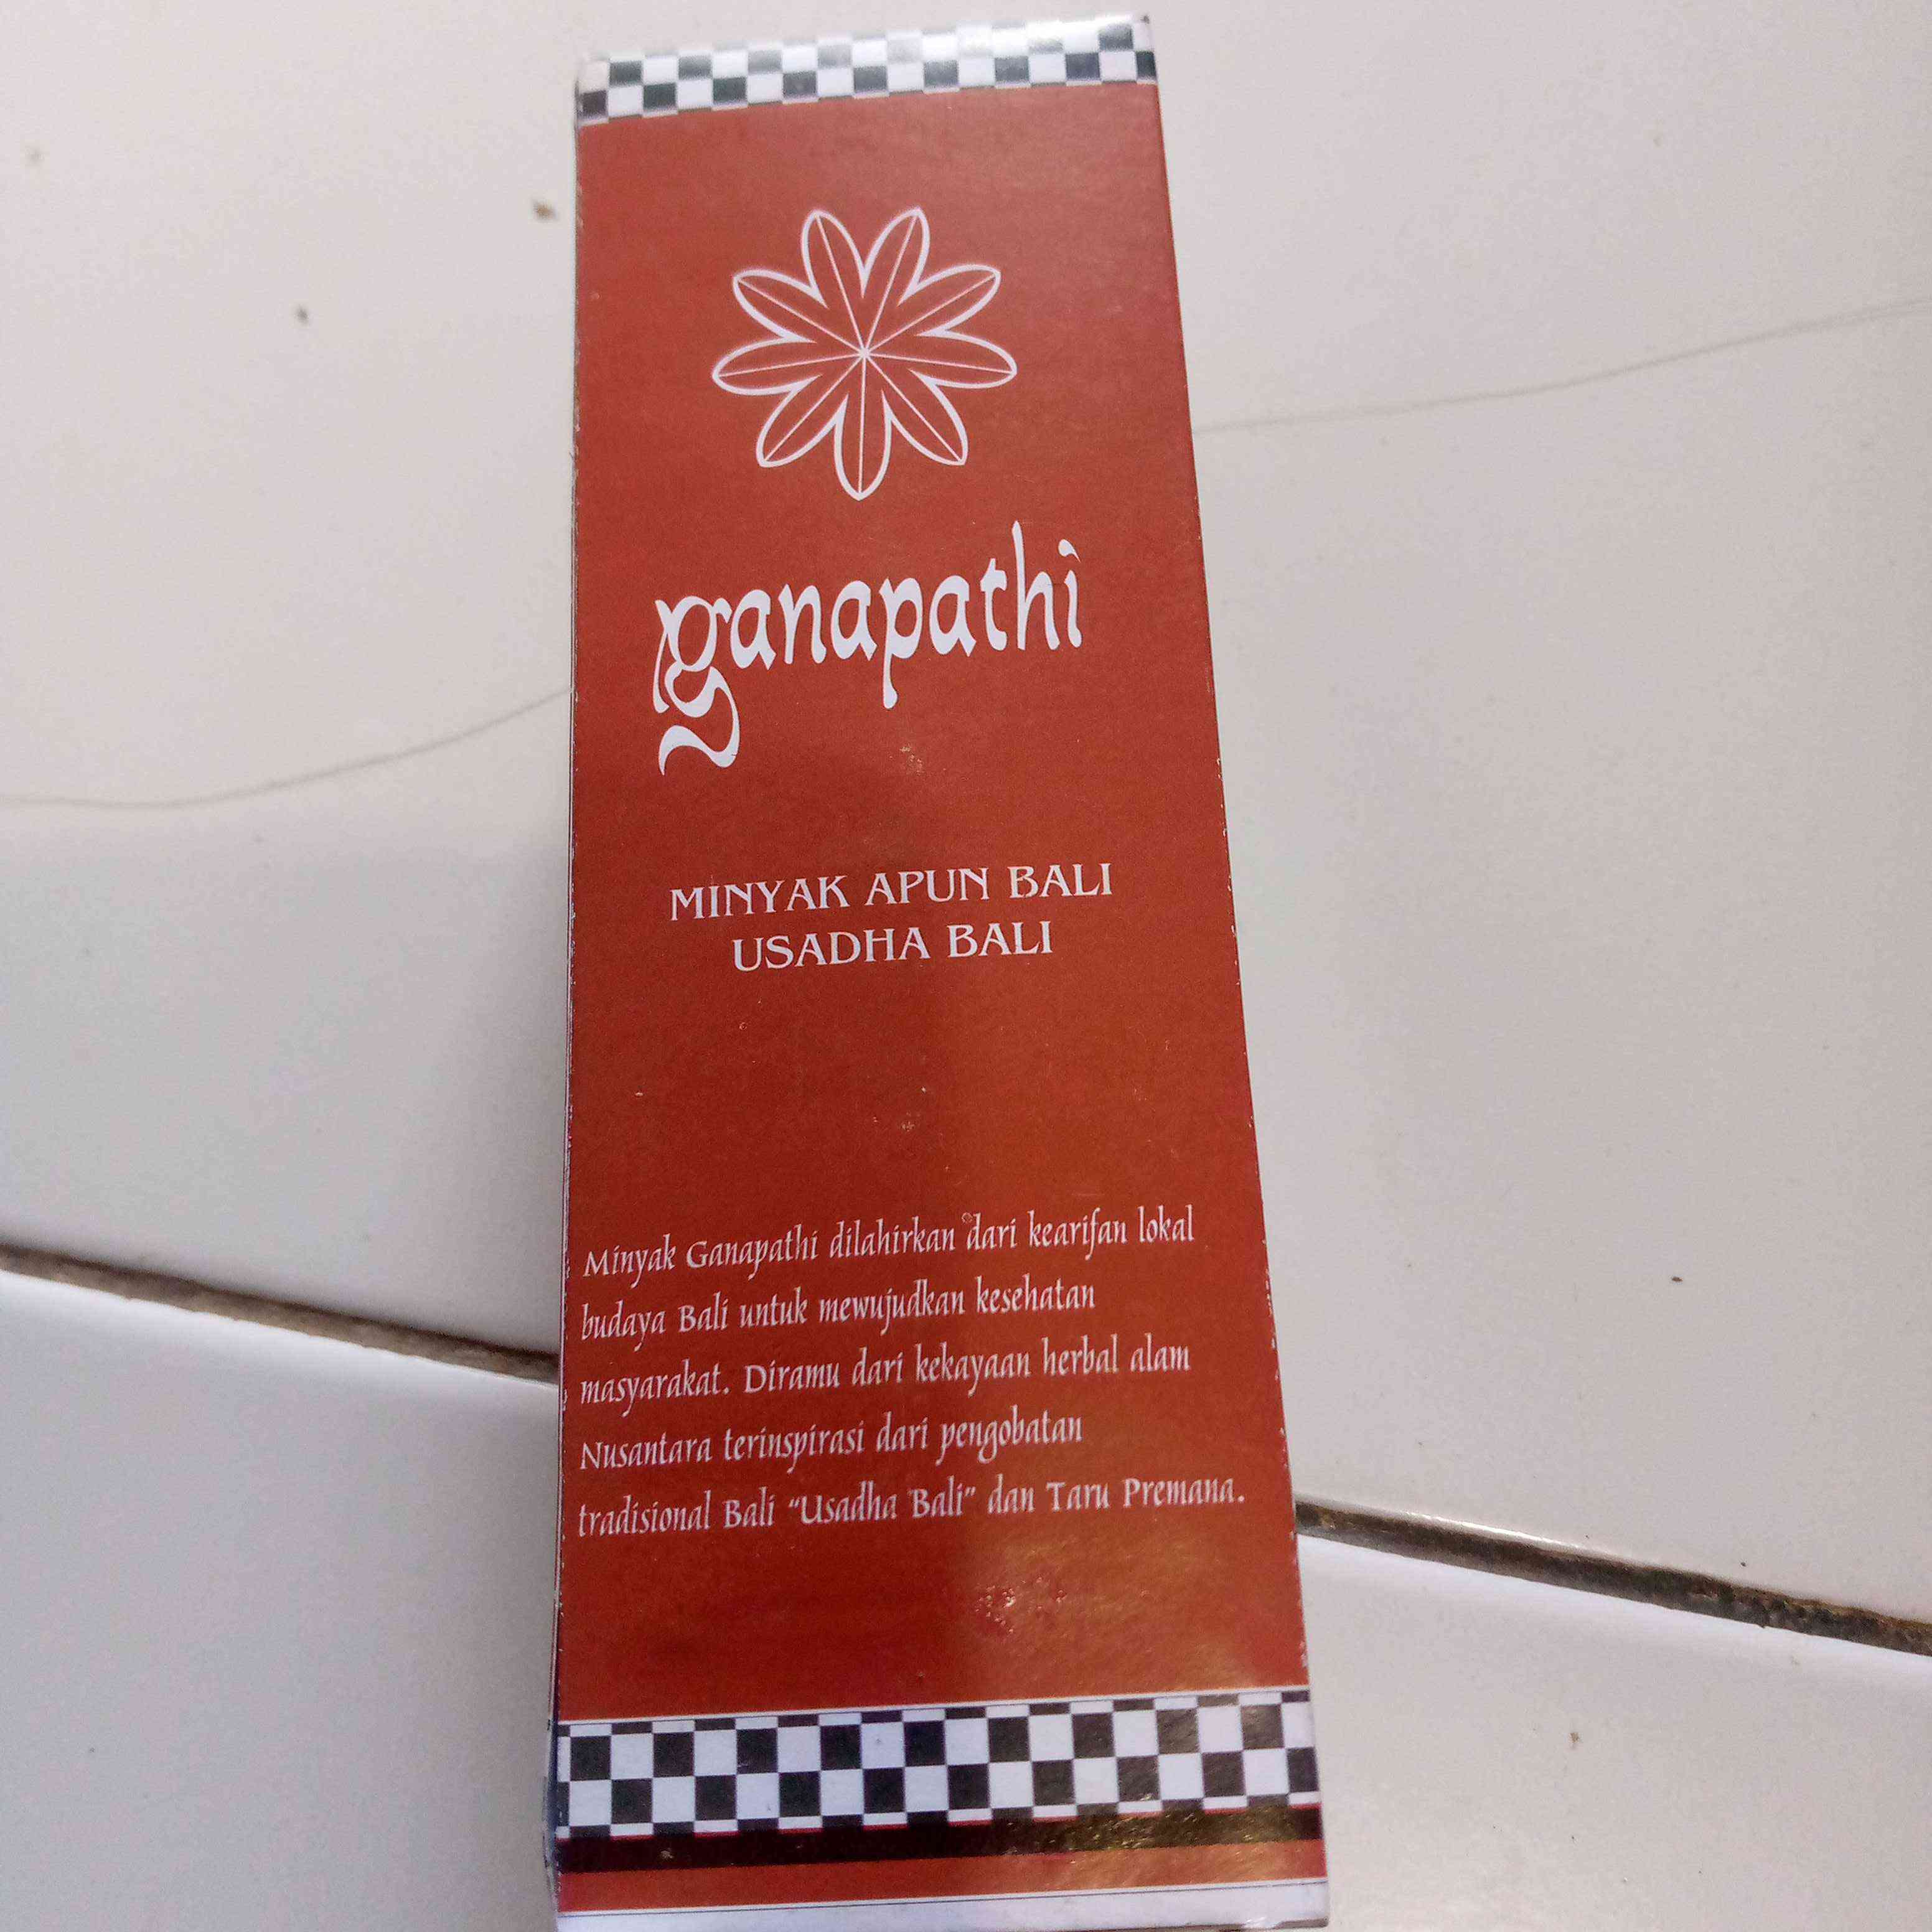 ganapathi
MINYAK APUN BALI
USADHA BALI
Minyak Ganapathi dilahirkan dari kearifan lokal
budaya Bali untuk mewujudkan kesehatan
masyarakat. Diramu dari kekayaan herbal alam
Nusantara terinspirasi dari pengobatan
tradisional Bali “Usadha Bali” dan Taru Premana.